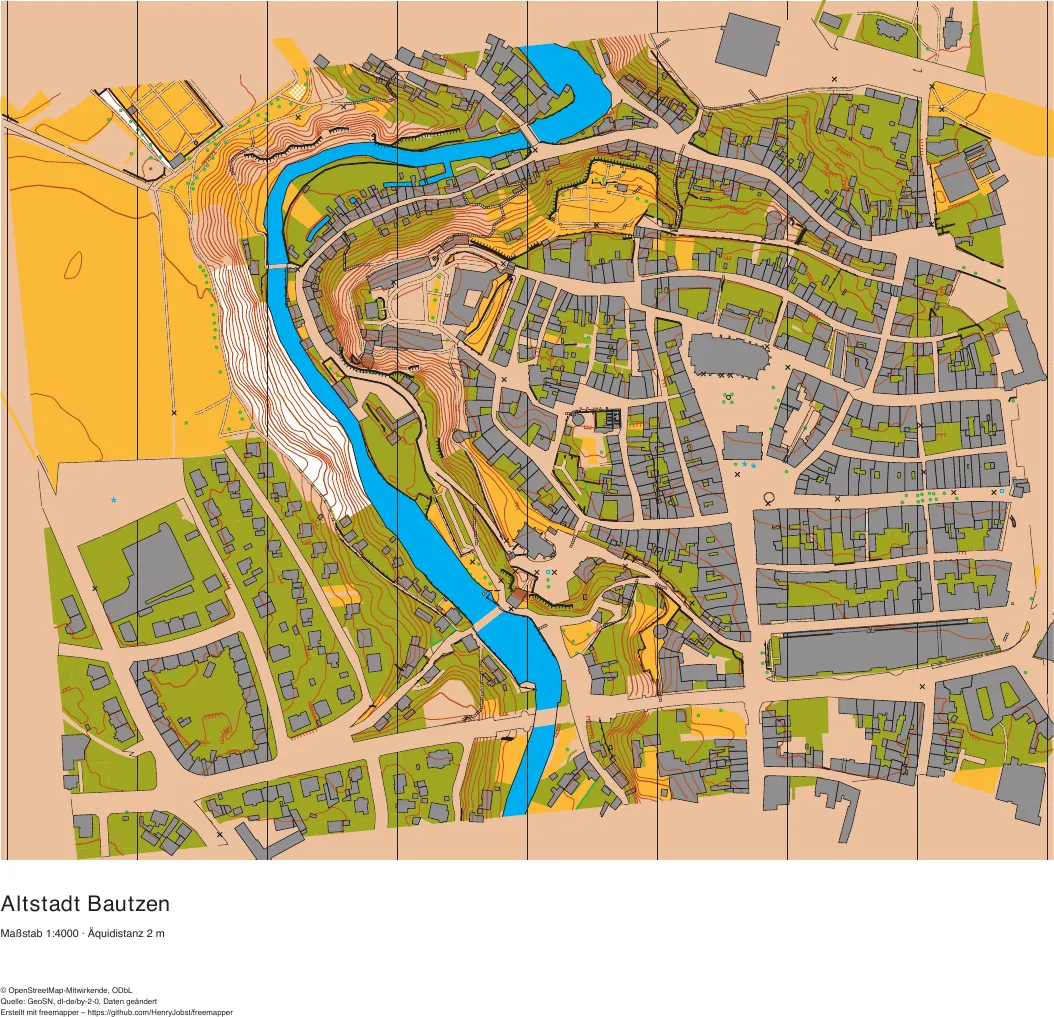 Altstadt Bautzen
Maßstab 1:4000 · Äquidistanz 2 m
© OpenStreetMap-Mitwirkende, ODbL
Quelle: GeoSN, dl-de/by-2-0, Daten geändert
Erstellt mit freemapper – https://github.com/HenryJobst/freemapper